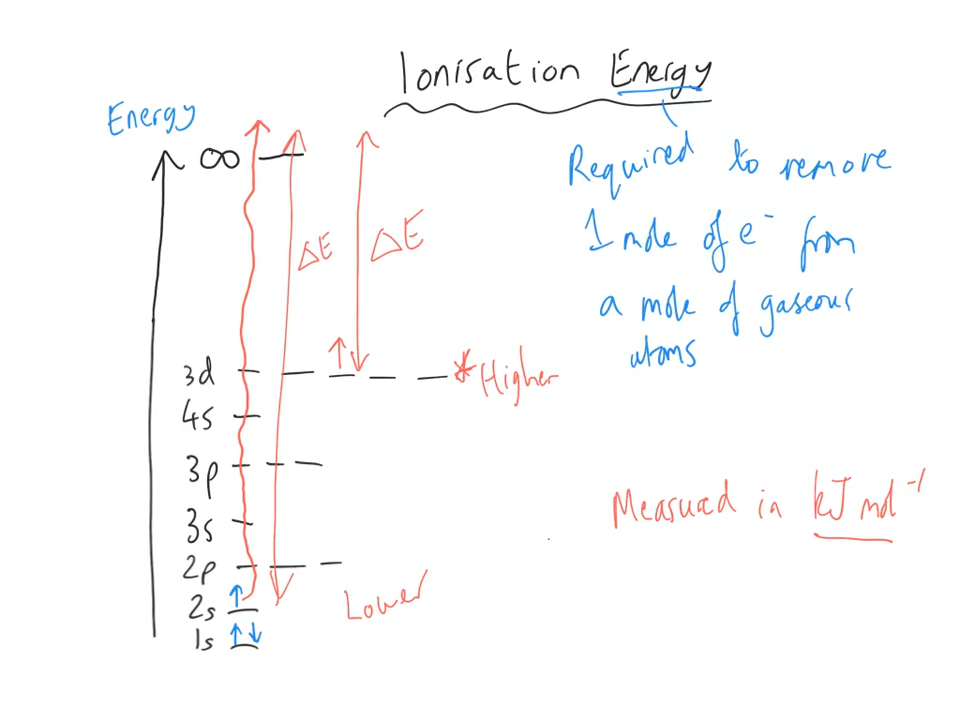 Ionisation Energy
Energy
∞
Required to remove
1 mole of e⁻ from
a mole of gaseous
atoms
ΔE
ΔE
3d
* Higher
4s
3p
Measured in kJ mol⁻¹
3s
2p
2s ↑
Lower
1s ↑↓